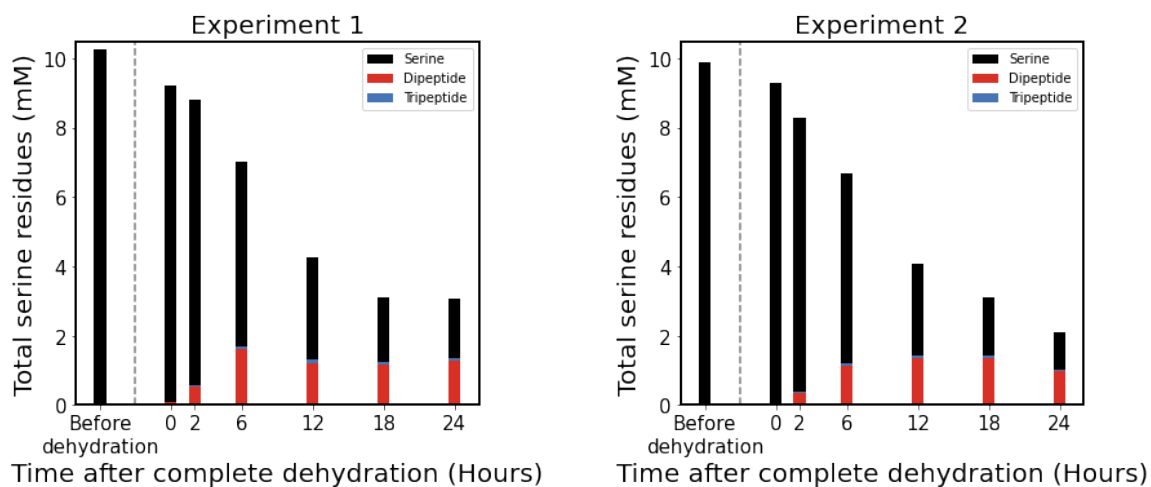 Experiment 1
Total serine residues (mM)
10
8
6
4
2
0
Serine
Dipeptide
Tripeptide
Before
dehydration
0 2 6 12 18 24
Time after complete dehydration (Hours)
Experiment 2
Total serine residues (mM)
10
8
6
4
2
0
Serine
Dipeptide
Tripeptide
Before
dehydration
0 2 6 12 18 24
Time after complete dehydration (Hours)